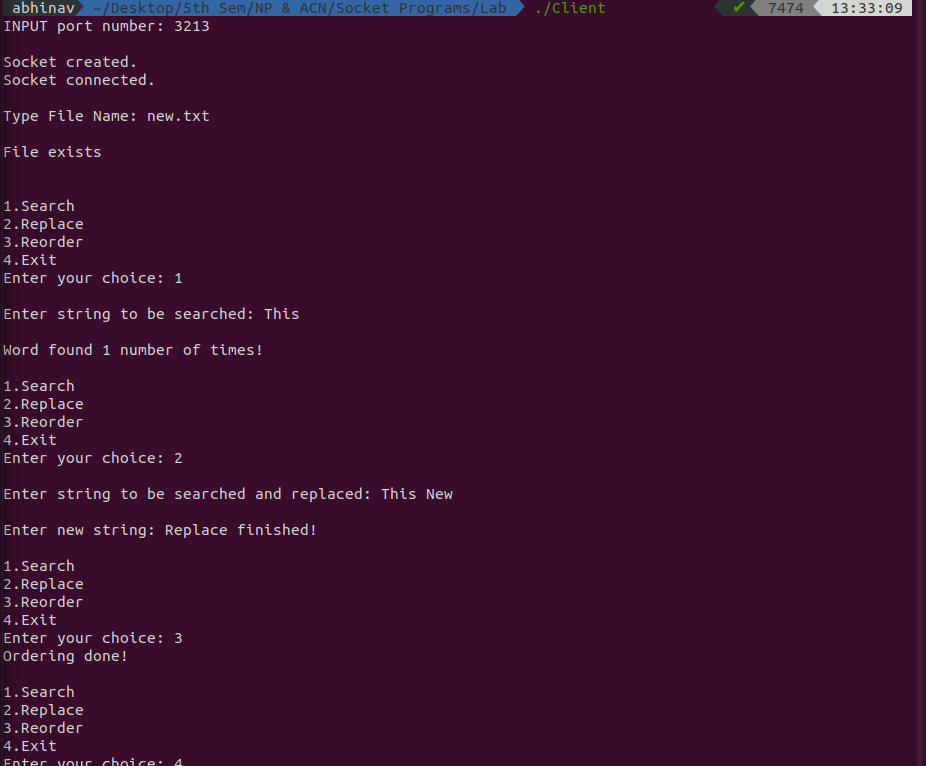 abhinav ~/Desktop/5th Sem/NP & ACN/Socket Programs/Lab ./Client ✔ 7474 13:33:09
INPUT port number: 3213
Socket created.
Socket connected.
Type File Name: new.txt
File exists
1.Search
2.Replace
3.Reorder
4.Exit
Enter your choice: 1
Enter string to be searched: This
Word found 1 number of times!
1.Search
2.Replace
3.Reorder
4.Exit
Enter your choice: 2
Enter string to be searched and replaced: This New
Enter new string: Replace finished!
1.Search
2.Replace
3.Reorder
4.Exit
Enter your choice: 3
Ordering done!
1.Search
2.Replace
3.Reorder
4.Exit
Enter your choice: 4